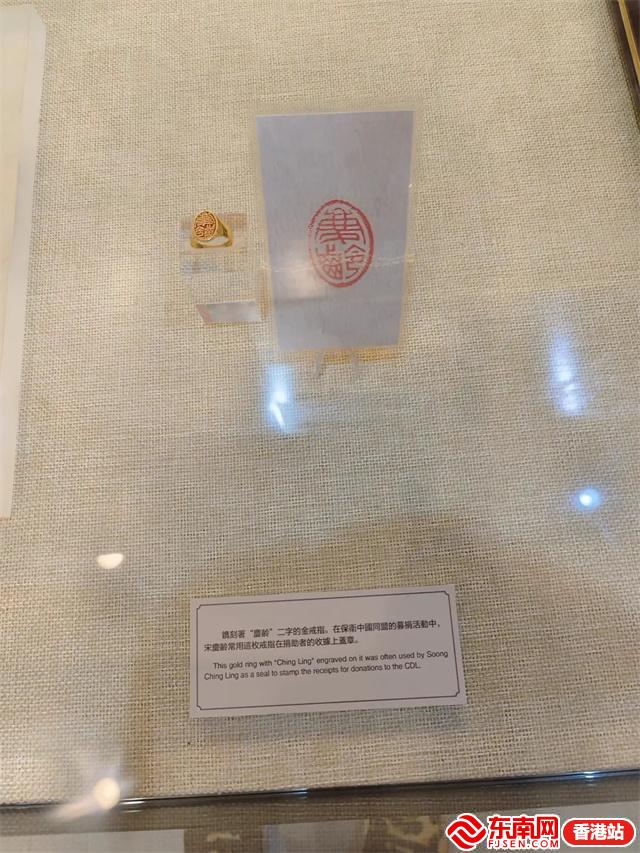 慶齡
鐫刻著“慶齡”二字的金戒指。在保衛中國同盟的募捐活動中，
宋慶齡常用這枚戒指在捐助者的收據上蓋章。
This gold ring with "Ching Ling" engraved on it was often used by Soong
Ching Ling as a seal to stamp the receipts for donations to the CDL.
东南网
FJSEN.COM
香港站